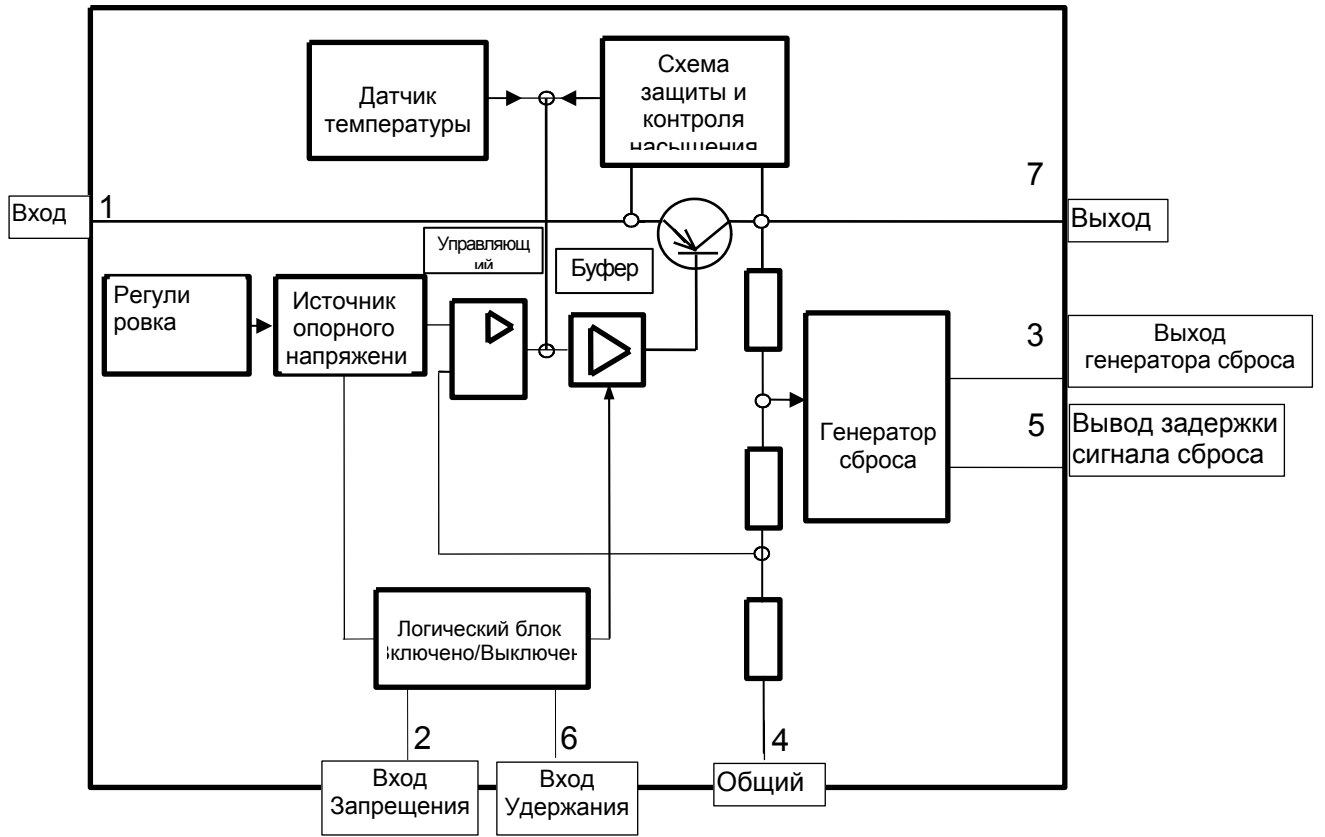 Датчик
температуры
Схема
защиты и
контроля
насыщения
7
1
Вход
Выход
Управляющ
ий
Буфер
Регули
ровка
Источник
опорного
напряжени
3
Выход
генератора сброса
5
Вывод задержки
сигнала сброса
Генератор
сброса
Логический блок
Включено/Выключен
2
6
4
Вход
Запрещения
Вход
Удержания
Общий